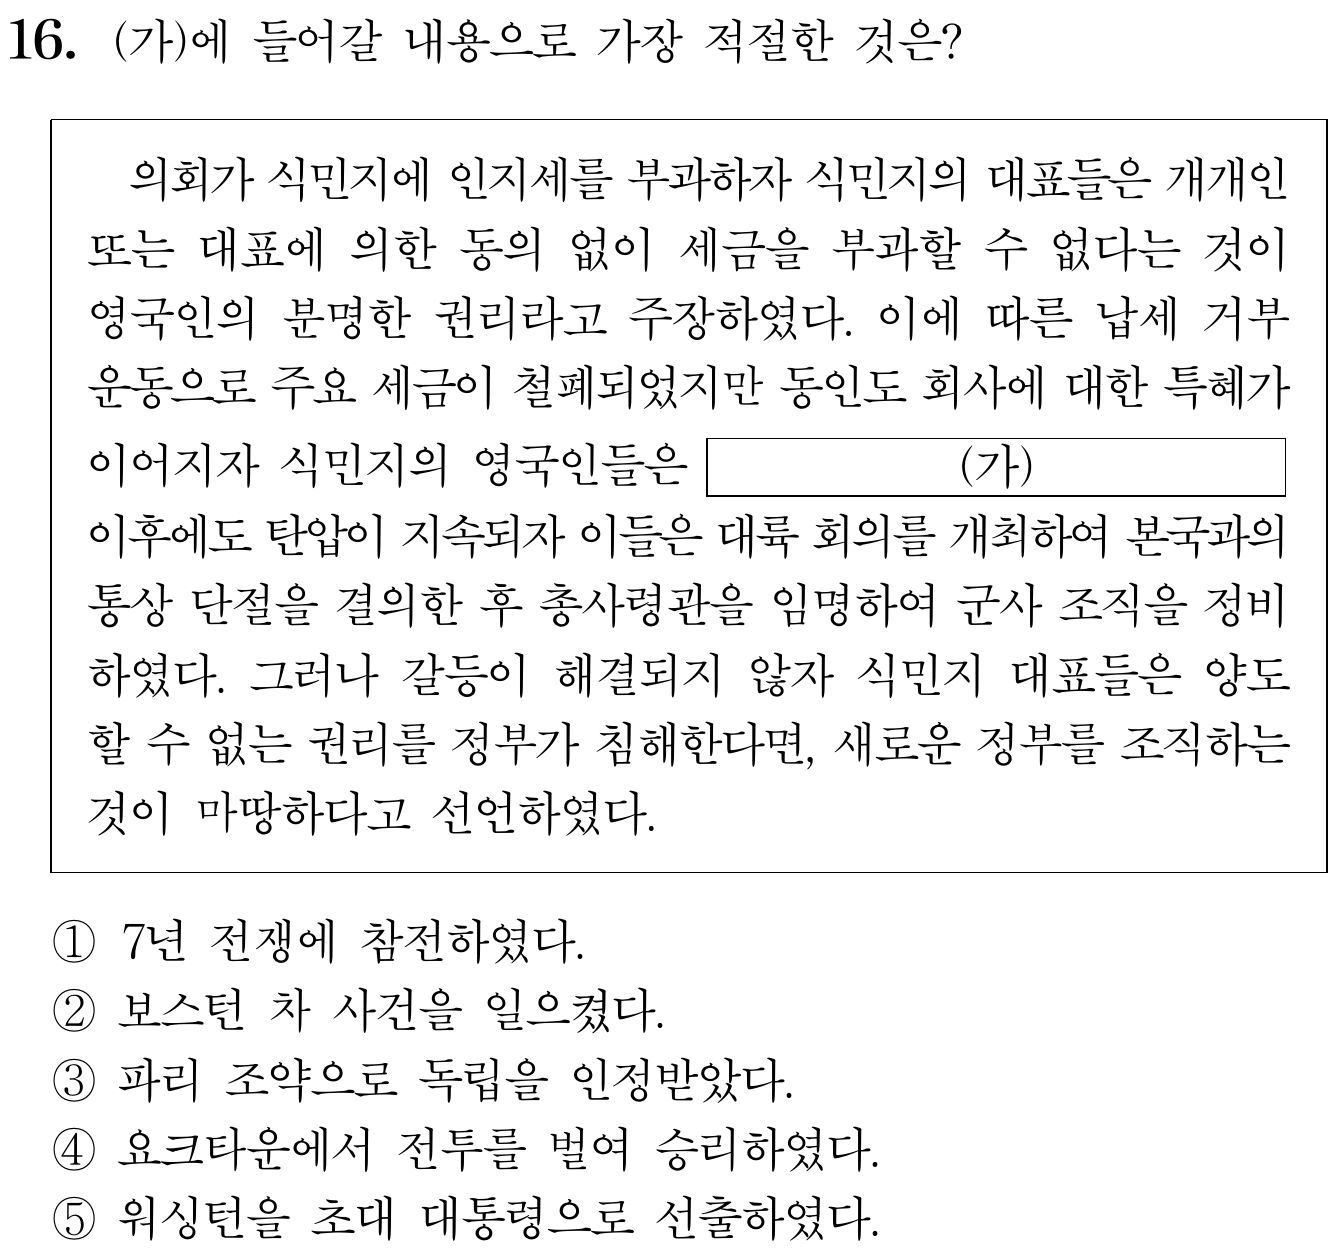 16. (가)에 들어갈 내용으로 가장 적절한 것은?
의회가 식민지에 인지세를 부과하자 식민지의 대표들은 개개인
또는 대표에 의한 동의 없이 세금을 부과할 수 없다는 것이
영국인의 분명한 권리라고 주장하였다. 이에 따른 납세 거부
운동으로 주요 세금이 철폐되었지만 동인도 회사에 대한 특혜가
이어지자 식민지의 영국인들은 (가)
이후에도 탄압이 지속되자 이들은 대륙 회의를 개최하여 본국과의
통상 단절을 결의한 후 총사령관을 임명하여 군사 조직을 정비
하였다. 그러나 갈등이 해결되지 않자 식민지 대표들은 양도
할 수 없는 권리를 정부가 침해한다면, 새로운 정부를 조직하는
것이 마땅하다고 선언하였다.
① 7년 전쟁에 참전하였다.
② 보스턴 차 사건을 일으켰다.
③ 파리 조약으로 독립을 인정받았다.
④ 요크타운에서 전투를 벌여 승리하였다.
⑤ 워싱턴을 초대 대통령으로 선출하였다.